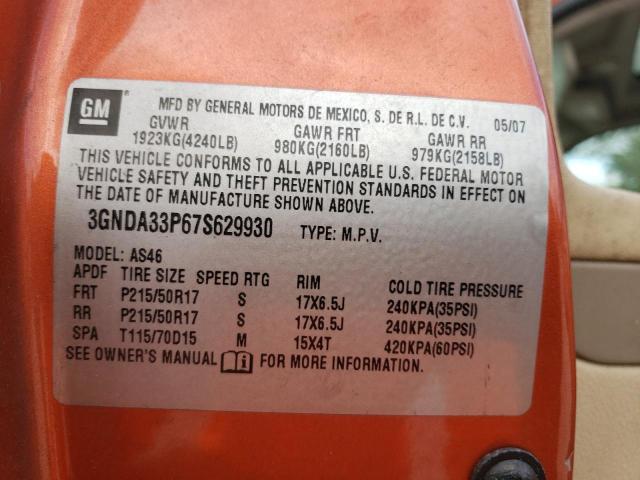 GM
MFD BY GENERAL MOTORS DE MEXICO, S. DE R.L. DE C.V. 05/07
GVWR GAWR FRT GAWR RR
1923KG(4240LB) 980KG(2160LB) 979KG(2158LB)
THIS VEHICLE CONFORMS TO ALL APPLICABLE U.S. FEDERAL MOTOR
VEHICLE SAFETY AND THEFT PREVENTION STANDARDS IN EFFECT ON
THE DATE OF MANUFACTURE SHOWN ABOVE.
3GNDA33P67S629930 TYPE: M.P.V.
MODEL: AS46
APDF TIRE SIZE SPEED RTG RIM COLD TIRE PRESSURE
FRT P215/50R17 S 17X6.5J 240KPA(35PSI)
RR P215/50R17 S 17X6.5J 240KPA(35PSI)
SPA T115/70D15 M 15X4T 420KPA(60PSI)
SEE OWNER'S MANUAL FOR MORE INFORMATION.